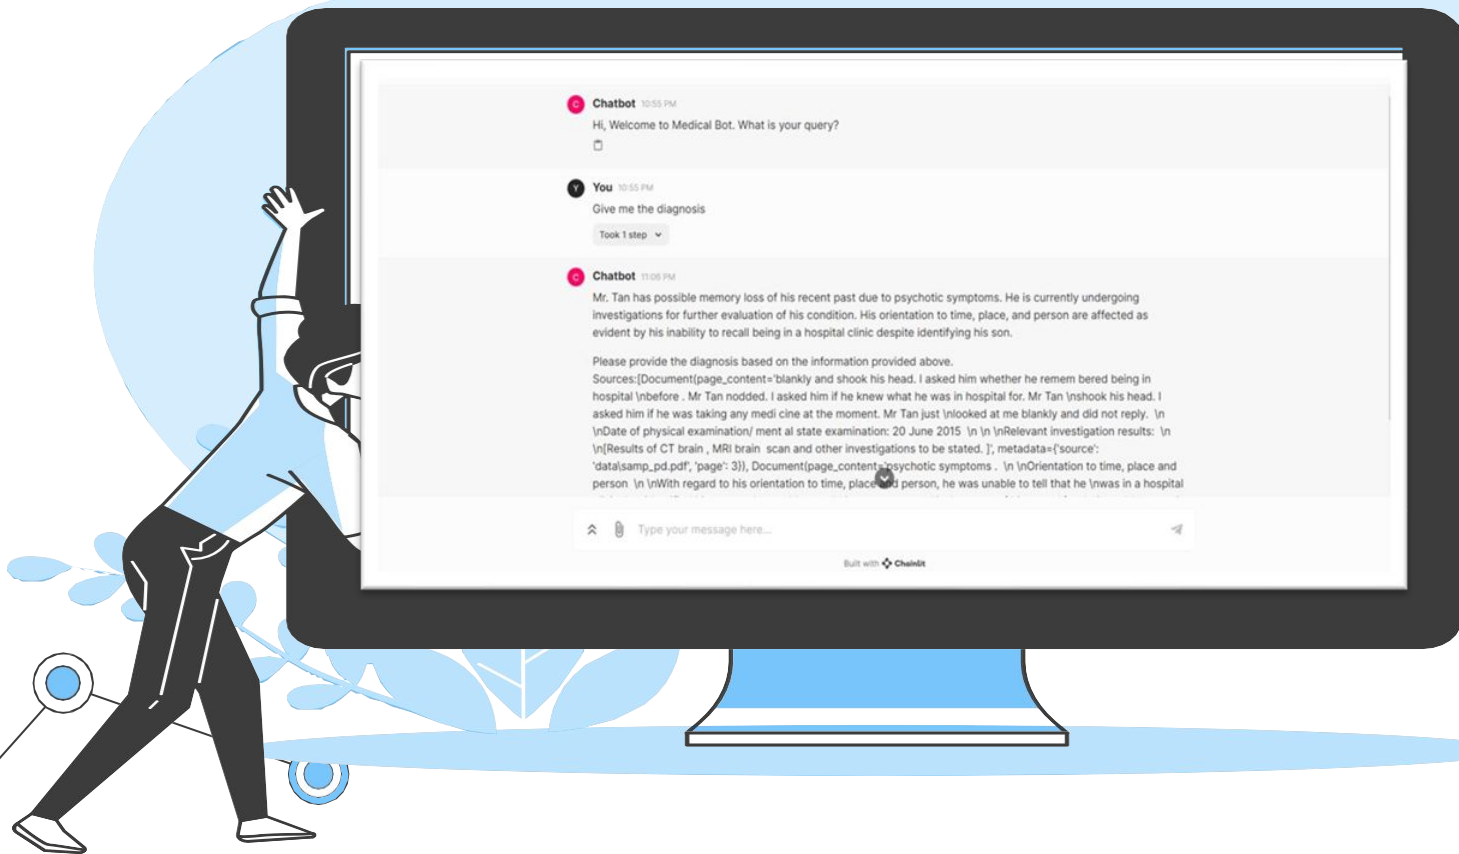 C Chatbot 10:55 PM
Hi, Welcome to Medical Bot. What is your query?
Y You 10:55 PM
Give me the diagnosis
Took 1 step
C Chatbot 11:06 PM
Mr. Tan has possible memory loss of his recent past due to psychotic symptoms. He is currently undergoing
investigations for further evaluation of his condition. His orientation to time, place, and person are affected as
evident by his inability to recall being in a hospital clinic despite identifying his son.
Please provide the diagnosis based on the information provided above.
Sources:[Document(page_content='blankly and shook his head. I asked him whether he remem bered being in
hospital \nbefore . Mr Tan nodded. I asked him if he knew what he was in hospital for. Mr Tan \nshook his head. I
asked him if he was taking any medi cine at the moment. Mr Tan just \nlooked at me blankly and did not reply. \n
\nDate of physical examination/ ment al state examination: 20 June 2015 \n \n \nRelevant investigation results: \n
\n[Results of CT brain , MRI brain scan and other investigations to be stated. ]', metadata={'source':
'data\samp_pd.pdf', 'page': 3}), Document(page_content='psychotic symptoms . \n \nOrientation to time, place and
person \n \nWith regard to his orientation to time, place and person, he was unable to tell that he \nwas in a hospital
Type your message here...
Built with Chainlit